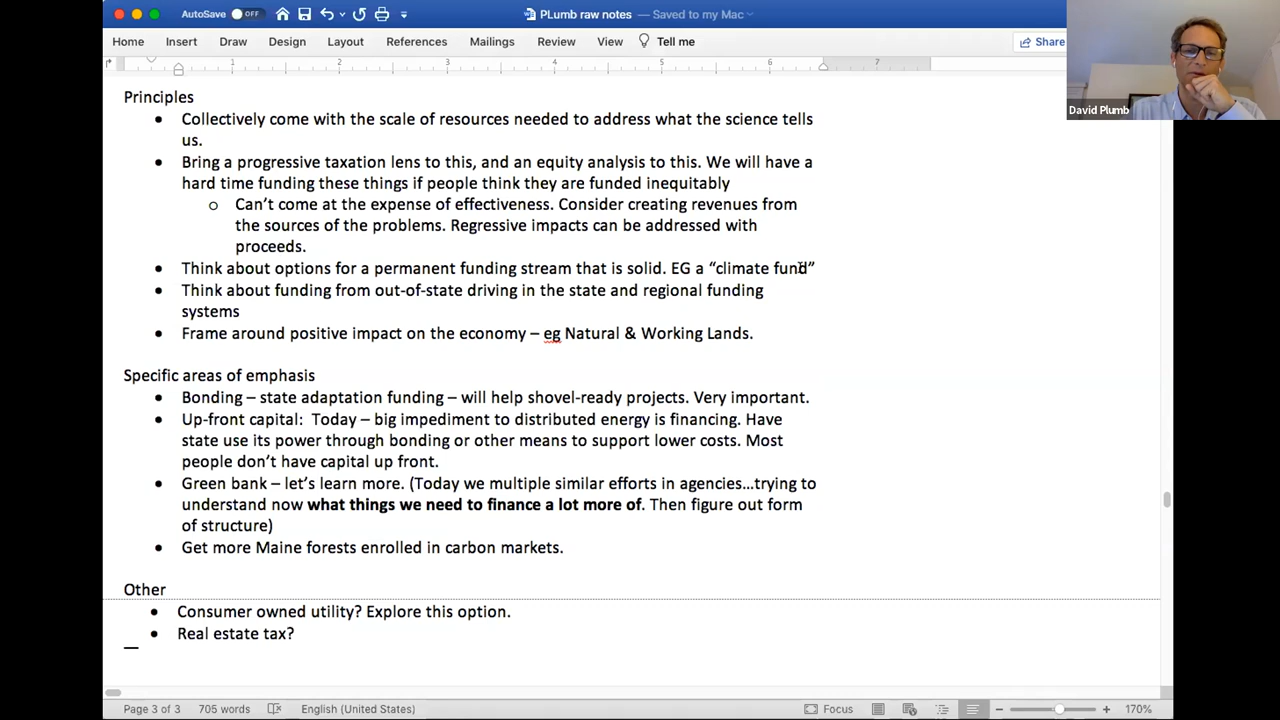 AutoSave OFF
PLumb raw notes — Saved to my Mac
Home Insert Draw Design Layout References Mailings Review View Tell me Share
1 2 3 4 5 6 7
David Plumb
Principles
• Collectively come with the scale of resources needed to address what the science tells
us.
• Bring a progressive taxation lens to this, and an equity analysis to this. We will have a
hard time funding these things if people think they are funded inequitably
o Can’t come at the expense of effectiveness. Consider creating revenues from
the sources of the problems. Regressive impacts can be addressed with
proceeds.
• Think about options for a permanent funding stream that is solid. EG a “climate fund”
• Think about funding from out-of-state driving in the state and regional funding
systems
• Frame around positive impact on the economy – eg Natural & Working Lands.
Specific areas of emphasis
• Bonding – state adaptation funding – will help shovel-ready projects. Very important.
• Up-front capital: Today – big impediment to distributed energy is financing. Have
state use its power through bonding or other means to support lower costs. Most
people don’t have capital up front.
• Green bank – let’s learn more. (Today we multiple similar efforts in agencies…trying to
understand now what things we need to finance a lot more of. Then figure out form
of structure)
• Get more Maine forests enrolled in carbon markets.
Other
• Consumer owned utility? Explore this option.
• Real estate tax?
Page 3 of 3 705 words English (United States) Focus 170%